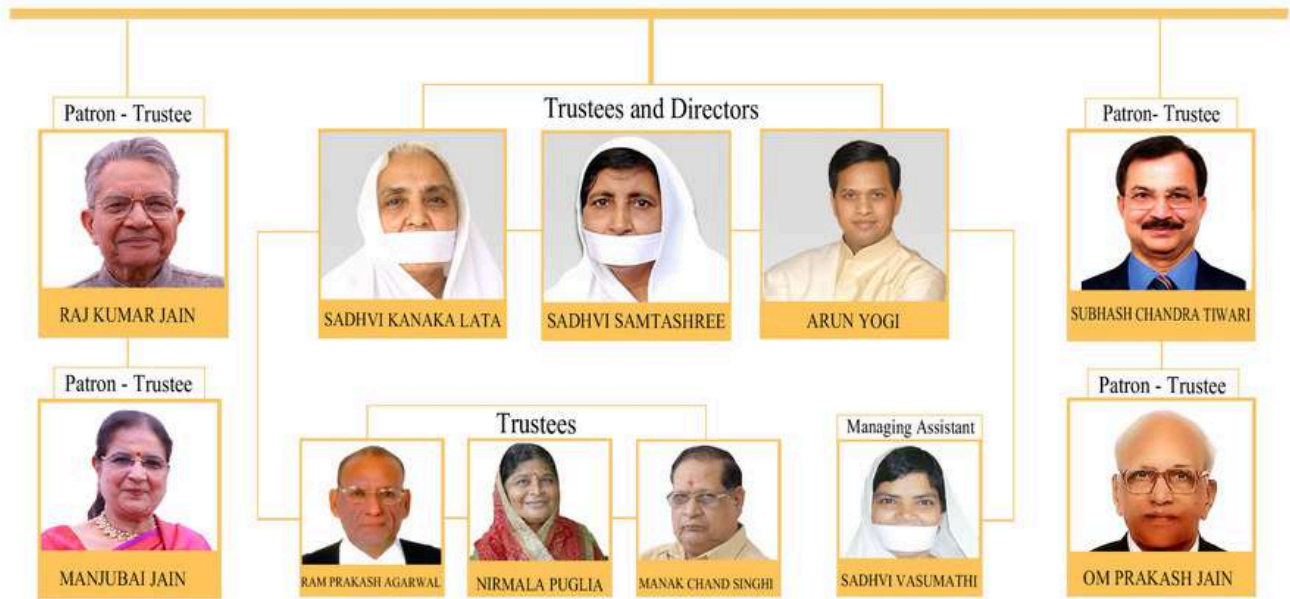 Patron - Trustee
RAJ KUMAR JAIN
Trustees and Directors
SADHVI KANAKA LATA
SADHVI SAMTASHREE
ARUN YOGI
Patron- Trustee
SUBHASH CHANDRA TIWARI
Patron - Trustee
MANJUBAI JAIN
Trustees
RAM PRAKASH AGARWAL
NIRMALA PUGLIA
MANAK CHAND SINGHI
Managing Assistant
SADHVI VASUMATHI
Patron - Trustee
OM PRAKASH JAIN